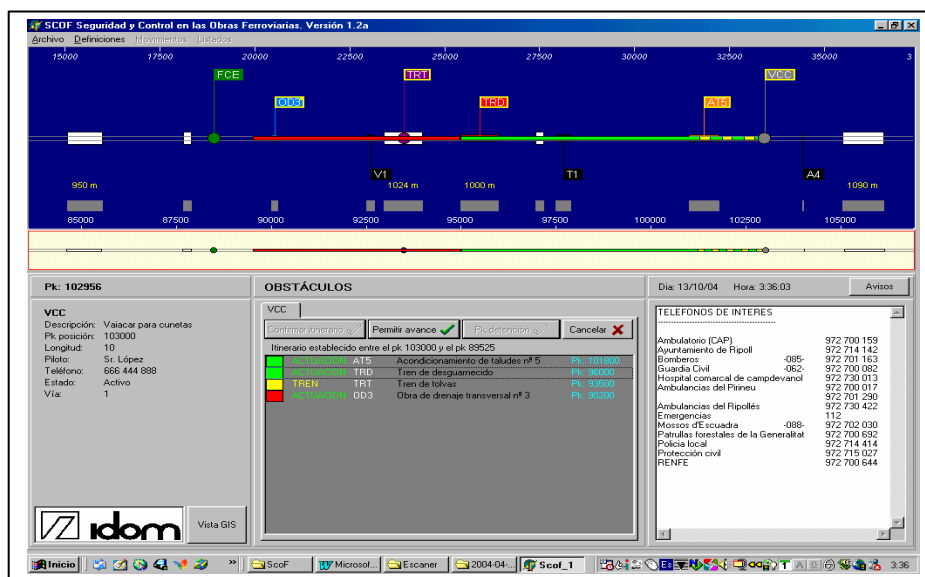 SCOF Seguridad y Control en las Obras Ferroviarias. Versión 1.2a
Archivo Definiciones Movimientos Listados
15000 17500 20000 22500 25000 27500 30000 32500 35000 3
FCE TRT VCC
OD3 TRD AT5
V1 T1 A4
950 m 1024 m 1000 m 1090 m
85000 87500 90000 92500 95000 97500 100000 102500 105000
Pk: 102956
VCC
Descripción: Vaiacar para cunetas
Pk posición: 103000
Longitud: 10
Piloto: Sr. López
Teléfono: 666 444 888
Estado: Activo
Vía: 1
idom
Vista GIS
OBSTÁCULOS
VCC
Confirmar itinerario Permitir avance Pk detención Cancelar
Itinerario establecido entre el pk 103000 y el pk 89525
ACTUACIÓN AT5 Acondicionamiento de taludes nº 5 Pk: 101800
ACTUACIÓN TRD Tren de desguarnecido Pk: 96000
TREN TRT Tren de tolvas Pk: 93500
ACTUACIÓN OD3 Obra de drenaje transversal nº 3 Pk: 90200
Dia: 13/10/04 Hora: 3:36:03 Avisos
TELEFONOS DE INTERES
Ambulatorio (CAP) 972 700 159
Ayuntamiento de Ripoll 972 714 142
Bomberos -085- 972 701 163
Guardia Civil -062- 972 700 082
Hospital comarcal de campdevanol 972 730 013
Ambulancias del Pirineu 972 700 017
972 701 290
Ambulancias del Ripollés 972 730 422
Emergencias 112
Mossos d'Escuadra -088- 972 702 030
Patrullas forestales de la Generalitat 972 700 692
Policia local 972 714 414
Protección civil 972 715 027
RENFE 972 700 644
Inicio » ScoF Microsof... Escaner 2004-04-... Scof_1 Es 3:36